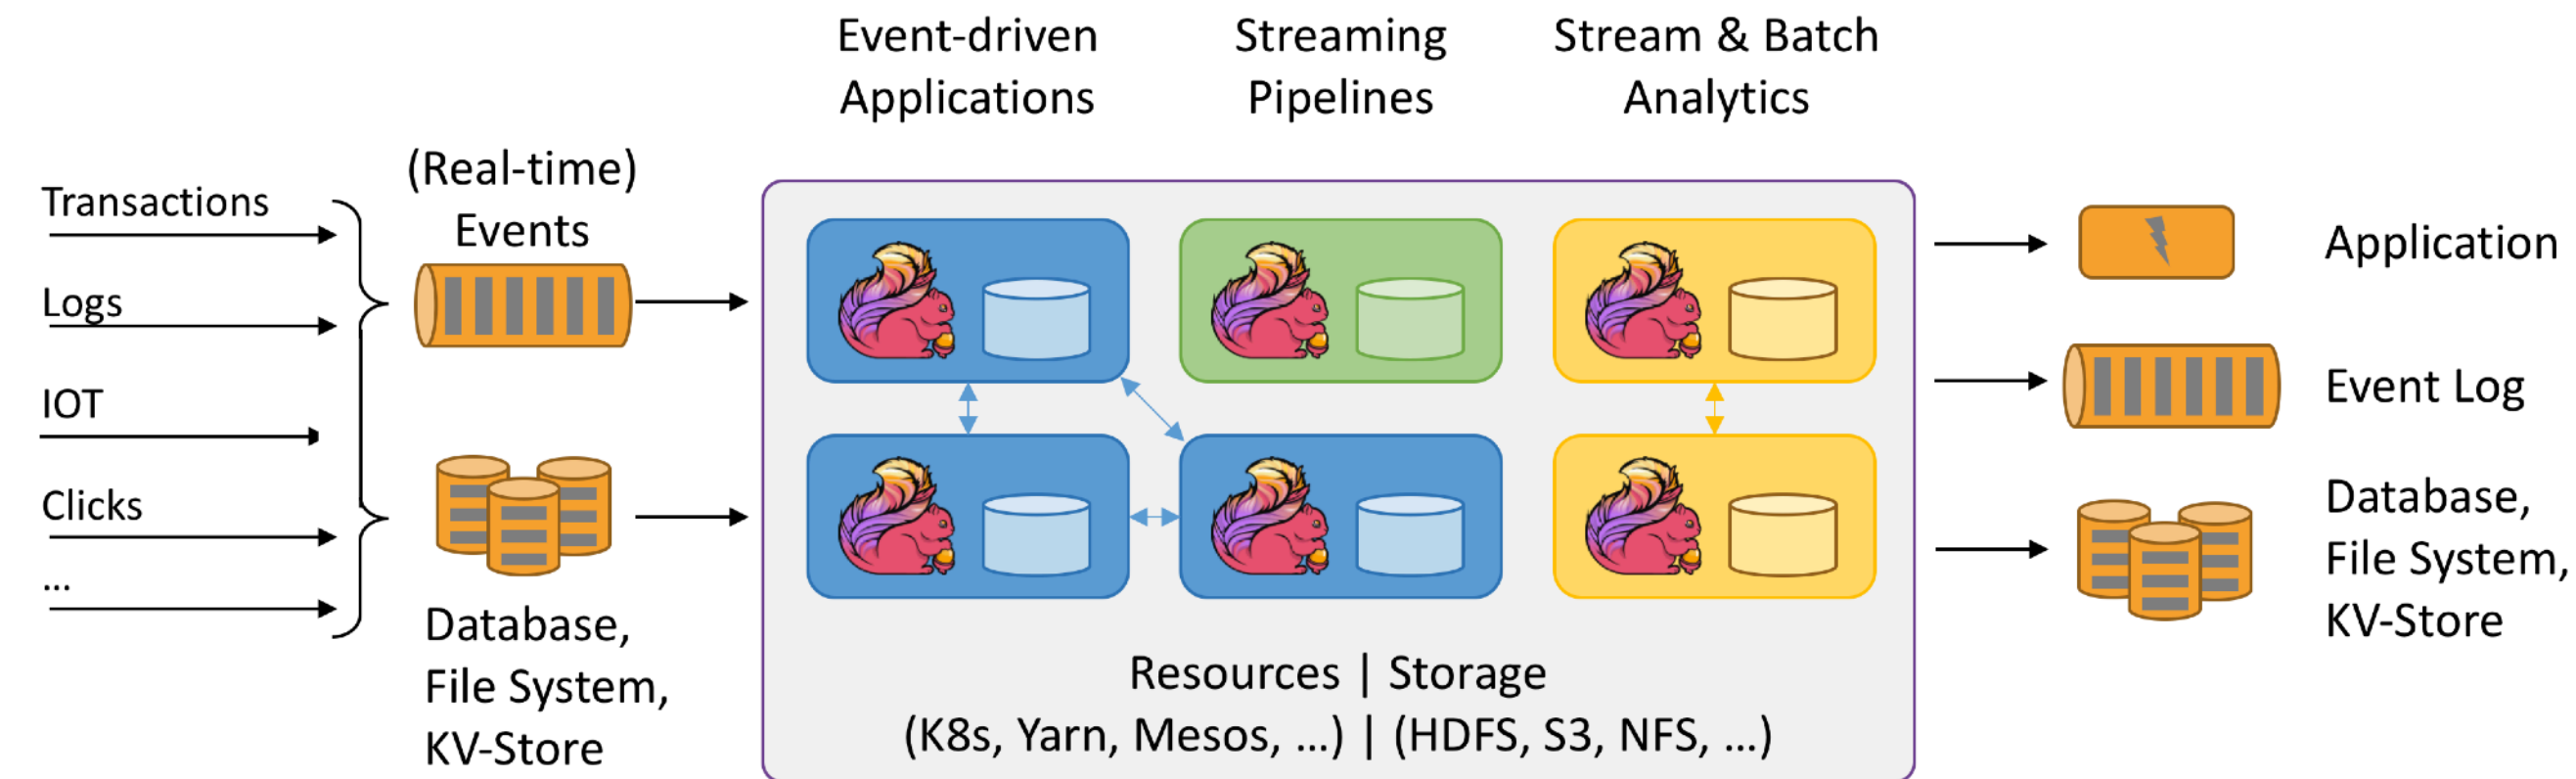 Event-driven
Applications
Streaming
Pipelines
Stream & Batch
Analytics
Transactions
Logs
IOT
Clicks
...
(Real-time)
Events
Database,
File System,
KV-Store
Resources | Storage
(K8s, Yarn, Mesos, ...) | (HDFS, S3, NFS, ...)
Application
Event Log
Database,
File System,
KV-Store